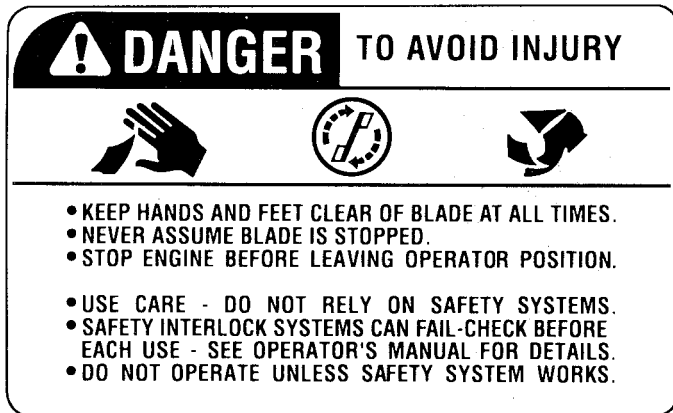 DANGER TO AVOID INJURY
• KEEP HANDS AND FEET CLEAR OF BLADE AT ALL TIMES.
• NEVER ASSUME BLADE IS STOPPED.
• STOP ENGINE BEFORE LEAVING OPERATOR POSITION.
• USE CARE - DO NOT RELY ON SAFETY SYSTEMS.
• SAFETY INTERLOCK SYSTEMS CAN FAIL-CHECK BEFORE
EACH USE - SEE OPERATOR'S MANUAL FOR DETAILS.
• DO NOT OPERATE UNLESS SAFETY SYSTEM WORKS.